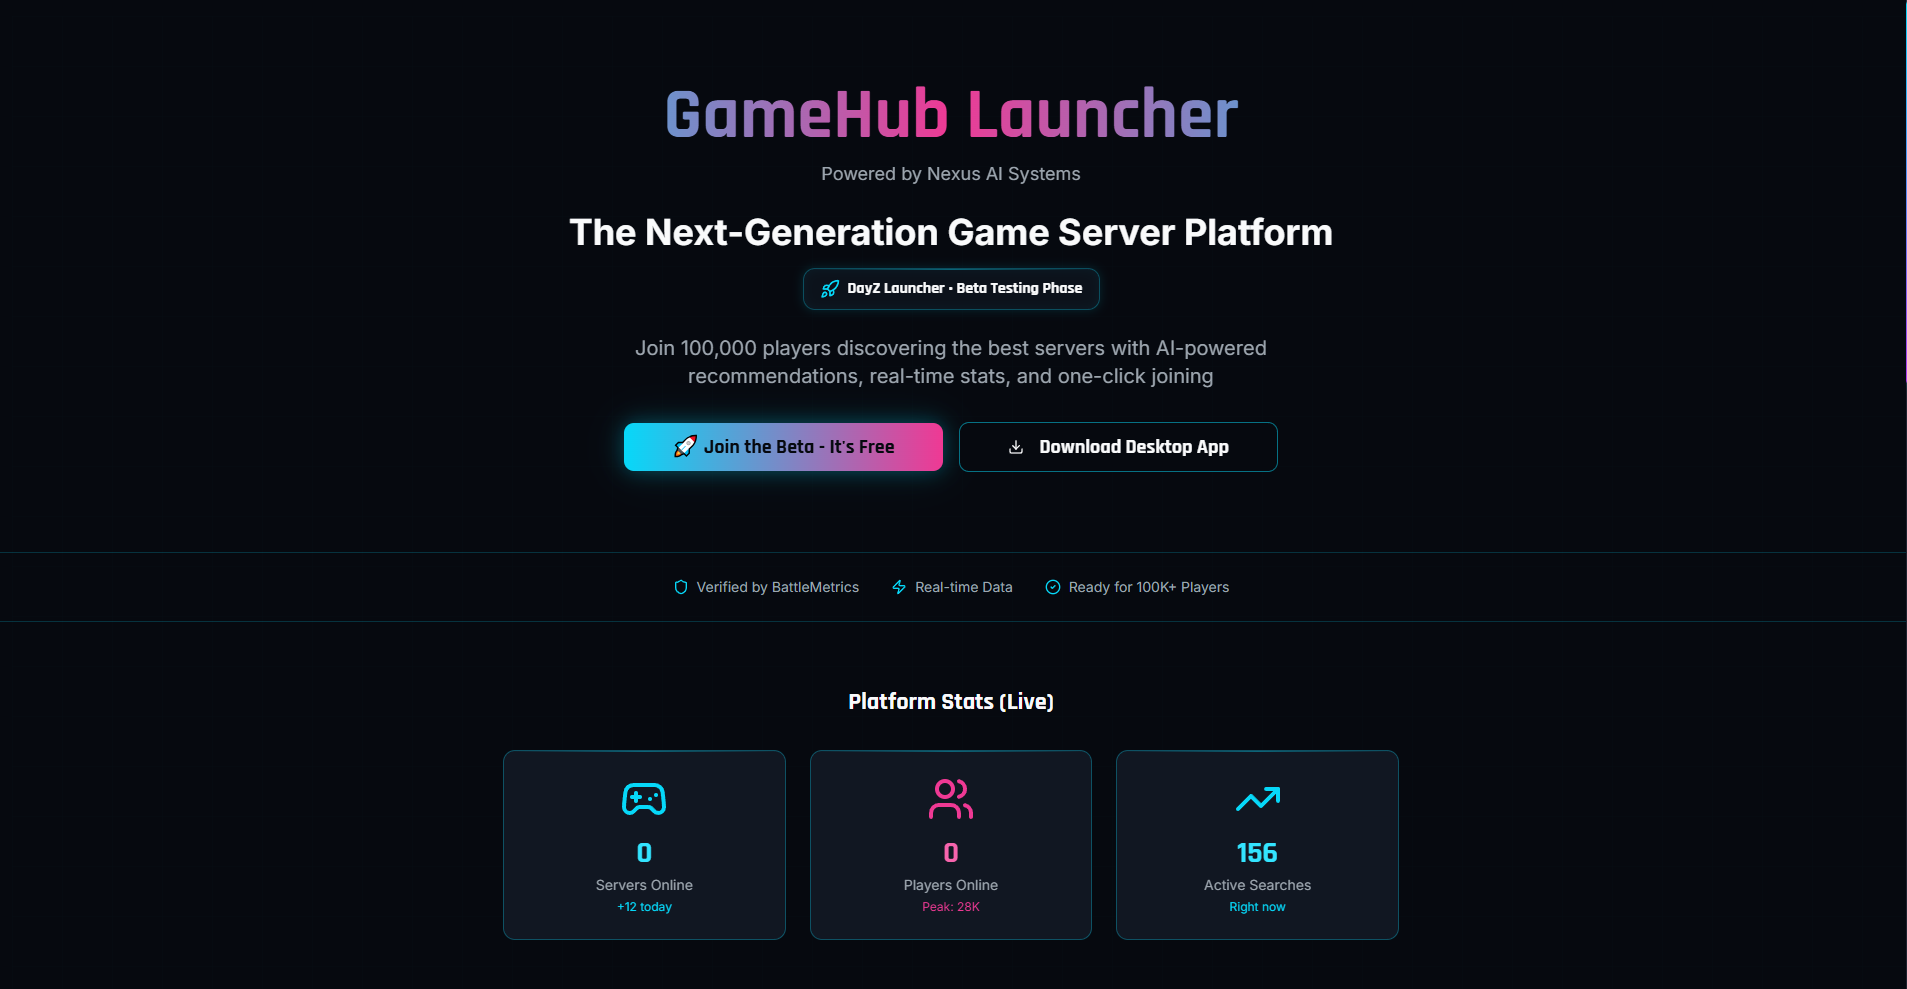 GameHub Launcher
Powered by Nexus AI Systems
The Next-Generation Game Server Platform
DayZ Launcher • Beta Testing Phase
Join 100,000 players discovering the best servers with AI-powered
recommendations, real-time stats, and one-click joining
🚀 Join the Beta - It's Free
Download Desktop App
Verified by BattleMetrics
Real-time Data
Ready for 100K+ Players
Platform Stats (Live)
0
Servers Online
+12 today
0
Players Online
Peak: 28K
156
Active Searches
Right now